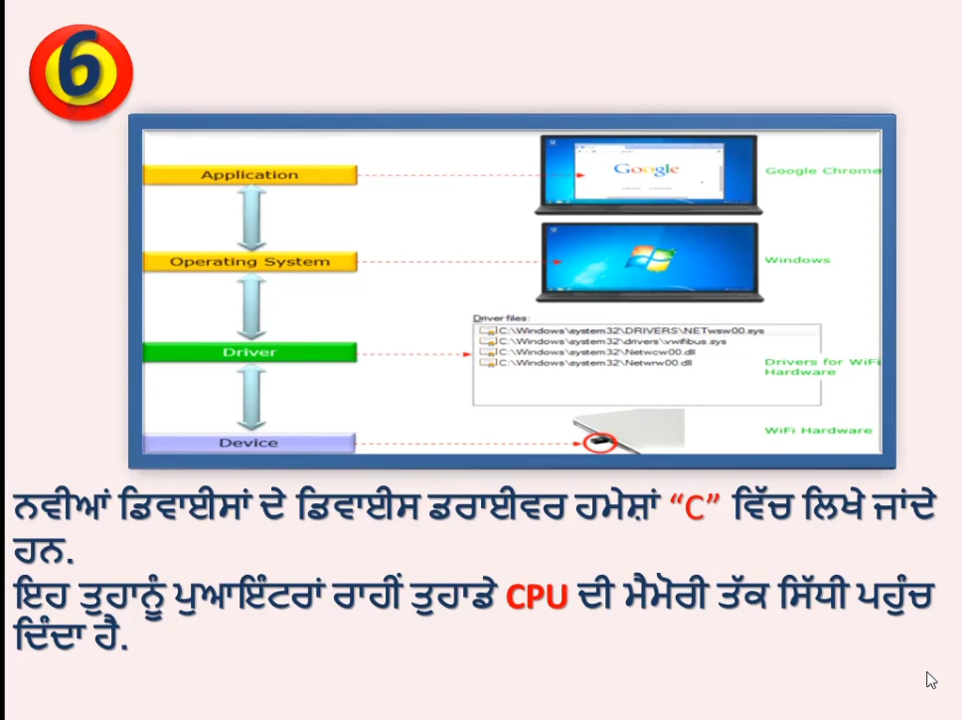 6
Application
Google
Google Chrome
Operating System
Windows
Driver files:
C:\Windows\system32\DRIVERS\NETwsw00.sys
C:\Windows\system32\drivers\vwifibus.sys
Driver
C:\Windows\system32\Netwcw00.dll
C:\Windows\system32\Netwrw00.dll
Drivers for WiFi
Hardware
Device
WiFi Hardware
ਨਵੀਆਂ ਡਿਵਾਈਸਾਂ ਦੇ ਡਿਵਾਈਸ ਡਰਾਈਵਰ ਹਮੇਸ਼ਾਂ “C” ਵਿੱਚ ਲਿਖੇ ਜਾਂਦੇ
ਹਨ.
ਇਹ ਤੁਹਾਨੂੰ ਪੁਆਇੰਟਰਾਂ ਰਾਹੀਂ ਤੁਹਾਡੇ CPU ਦੀ ਮੈਮੋਰੀ ਤੱਕ ਸਿੱਧੀ ਪਹੁੰਚ
ਦਿੰਦਾ ਹੈ.